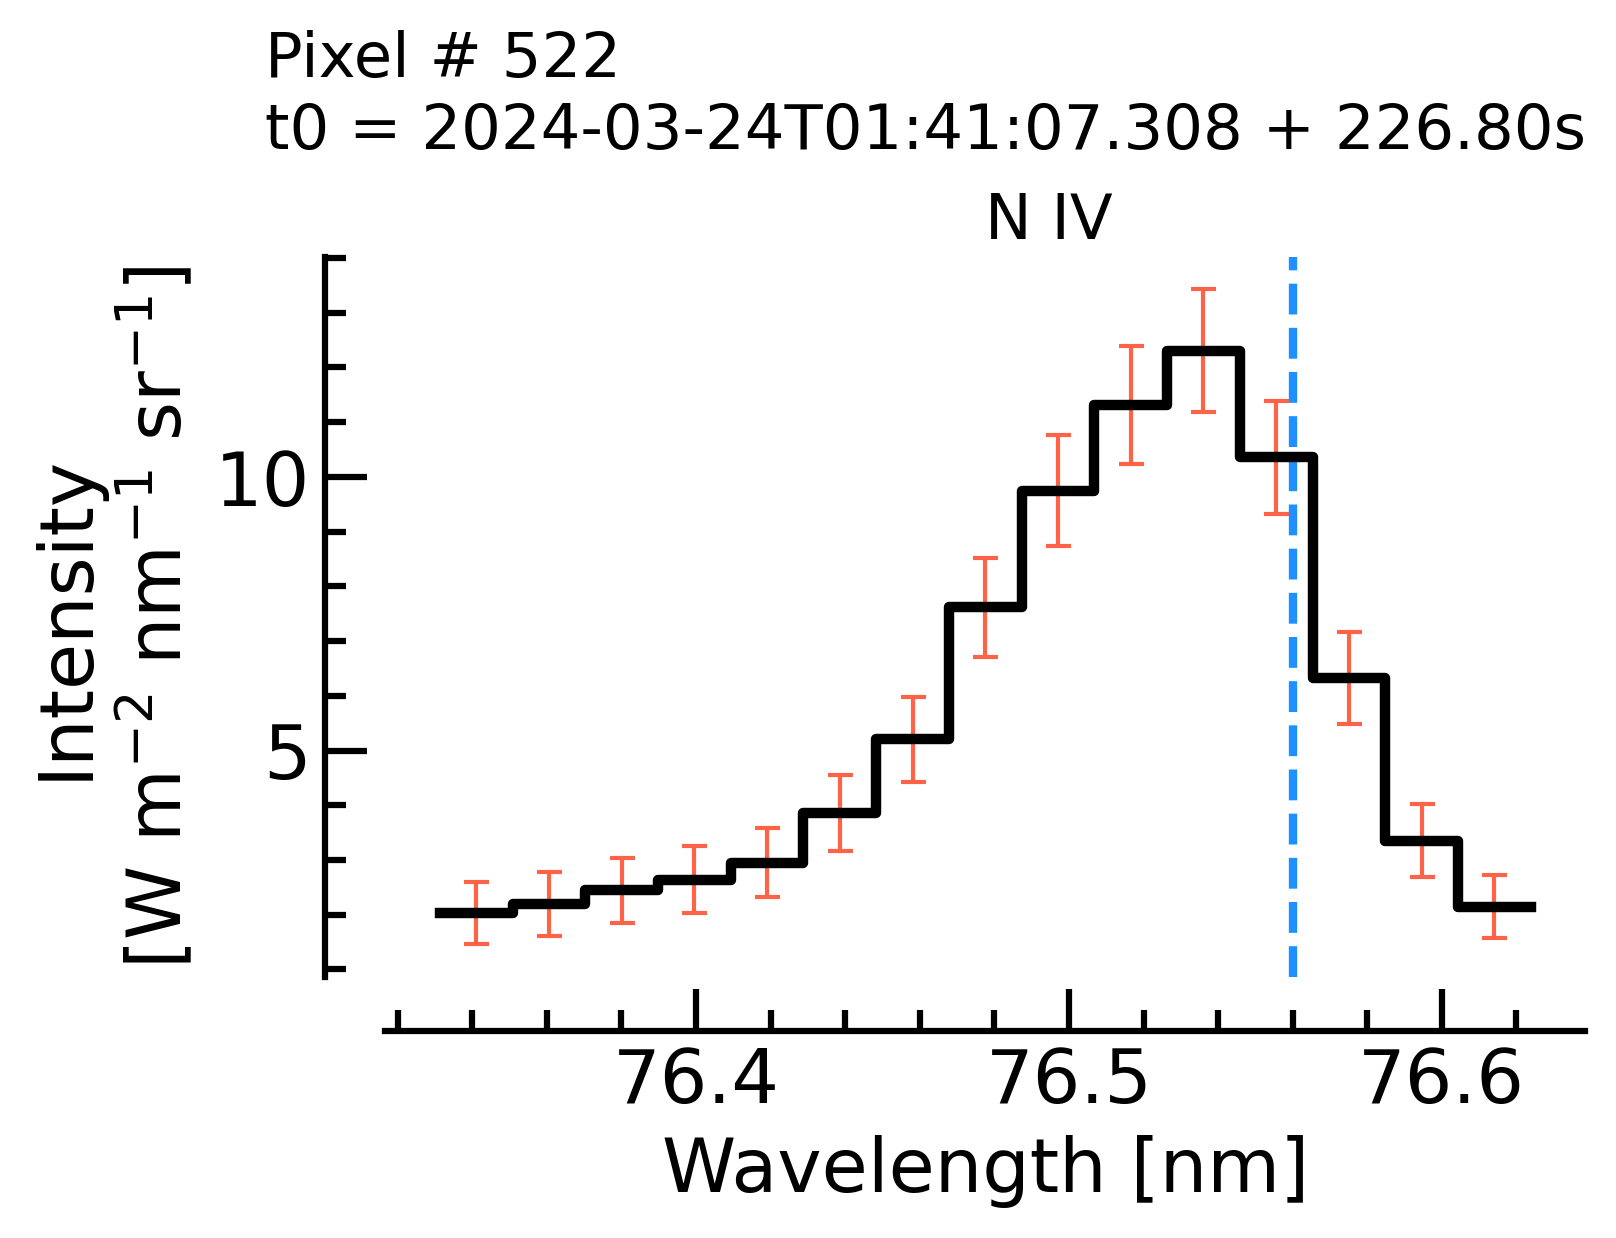 Pixel # 522
t0 = 2024-03-24T01:41:07.308 + 226.80s
N IV
Intensity
[W m⁻² nm⁻¹ sr⁻¹]
10
5
76.4 76.5 76.6
Wavelength [nm]